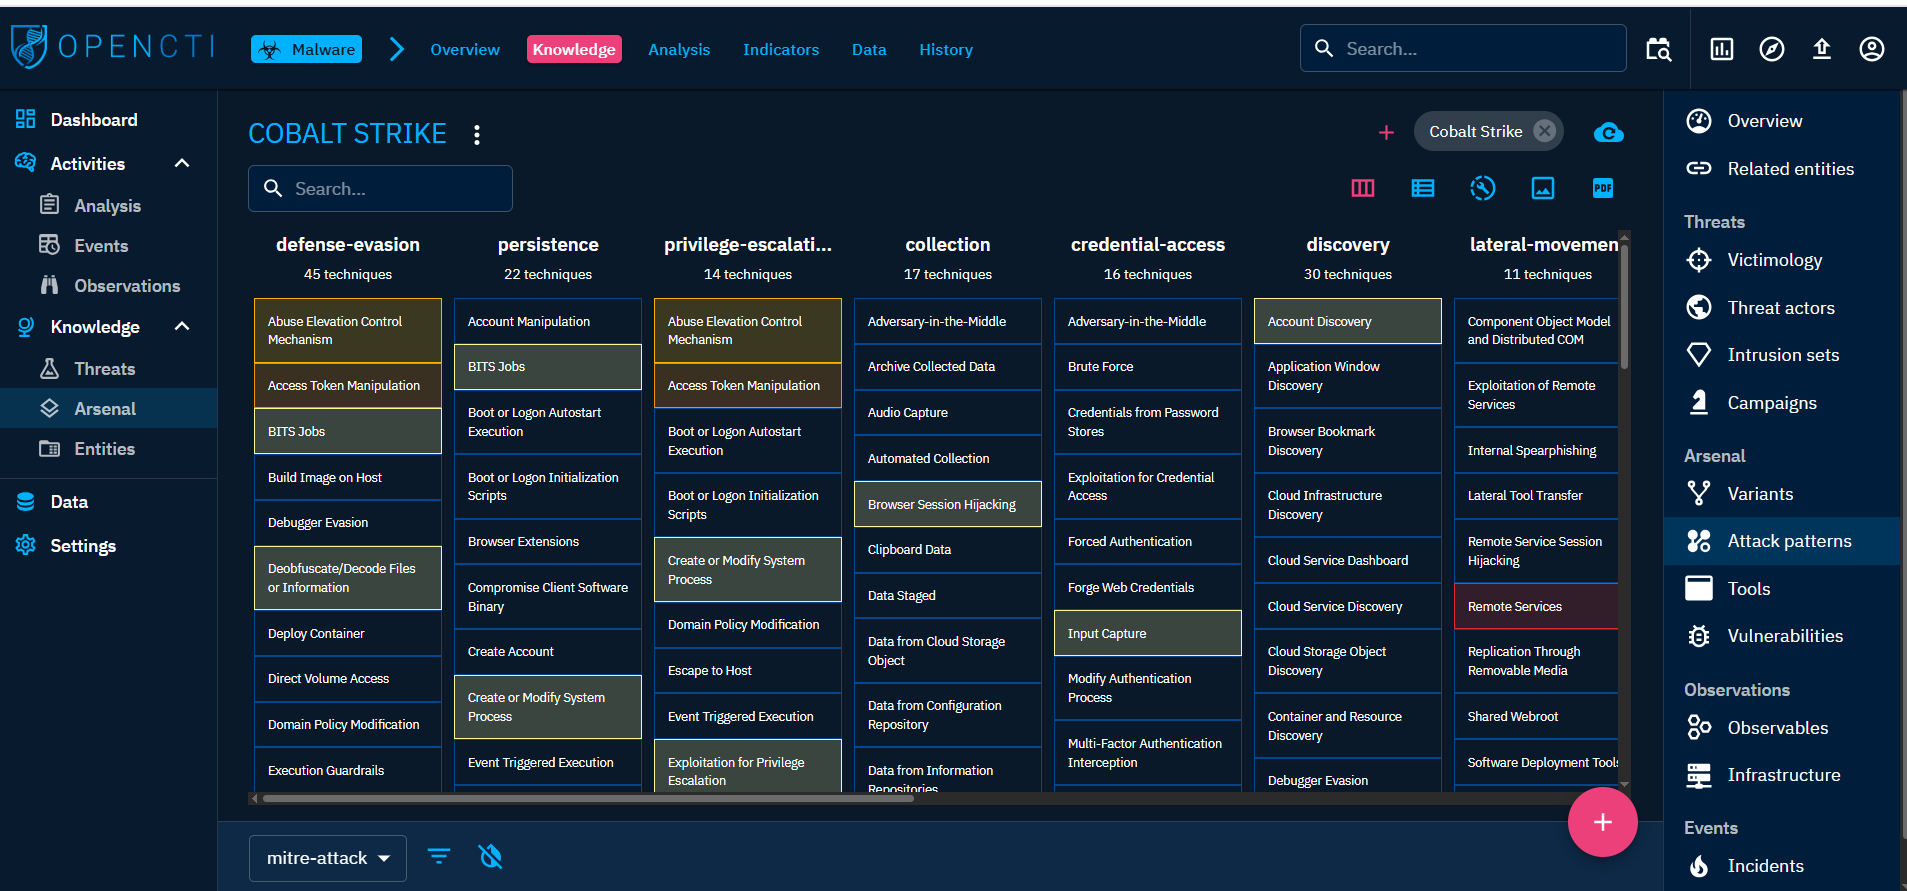 OPENCTI
Malware
Overview
Knowledge
Analysis
Indicators
Data
History
Search...
Dashboard
Activities
Analysis
Events
Observations
Knowledge
Threats
Arsenal
Entities
Data
Settings
COBALT STRIKE
Cobalt Strike
Search...
PDF
defense-evasion
45 techniques
Abuse Elevation Control
Mechanism
Access Token Manipulation
BITS Jobs
Build Image on Host
Debugger Evasion
Deobfuscate/Decode Files
or Information
Deploy Container
Direct Volume Access
Domain Policy Modification
Execution Guardrails
persistence
22 techniques
Account Manipulation
BITS Jobs
Boot or Logon Autostart
Execution
Boot or Logon Initialization
Scripts
Browser Extensions
Compromise Client Software
Binary
Create Account
Create or Modify System
Process
Event Triggered Execution
privilege-escalati...
14 techniques
Abuse Elevation Control
Mechanism
Access Token Manipulation
Boot or Logon Autostart
Execution
Boot or Logon Initialization
Scripts
Create or Modify System
Process
Domain Policy Modification
Escape to Host
Event Triggered Execution
Exploitation for Privilege
Escalation
collection
17 techniques
Adversary-in-the-Middle
Archive Collected Data
Audio Capture
Automated Collection
Browser Session Hijacking
Clipboard Data
Data Staged
Data from Cloud Storage
Object
Data from Configuration
Repository
Data from Information
Repositories
credential-access
16 techniques
Adversary-in-the-Middle
Brute Force
Credentials from Password
Stores
Exploitation for Credential
Access
Forced Authentication
Forge Web Credentials
Input Capture
Modify Authentication
Process
Multi-Factor Authentication
Interception
discovery
30 techniques
Account Discovery
Application Window
Discovery
Browser Bookmark
Discovery
Cloud Infrastructure
Discovery
Cloud Service Dashboard
Cloud Service Discovery
Cloud Storage Object
Discovery
Container and Resource
Discovery
Debugger Evasion
lateral-movemen
11 techniques
Component Object Model
and Distributed COM
Exploitation of Remote
Services
Internal Spearphishing
Lateral Tool Transfer
Remote Service Session
Hijacking
Remote Services
Replication Through
Removable Media
Shared Webroot
Software Deployment Tools
mitre-attack
Overview
Related entities
Threats
Victimology
Threat actors
Intrusion sets
Campaigns
Arsenal
Variants
Attack patterns
Tools
Vulnerabilities
Observations
Observables
Infrastructure
Events
Incidents